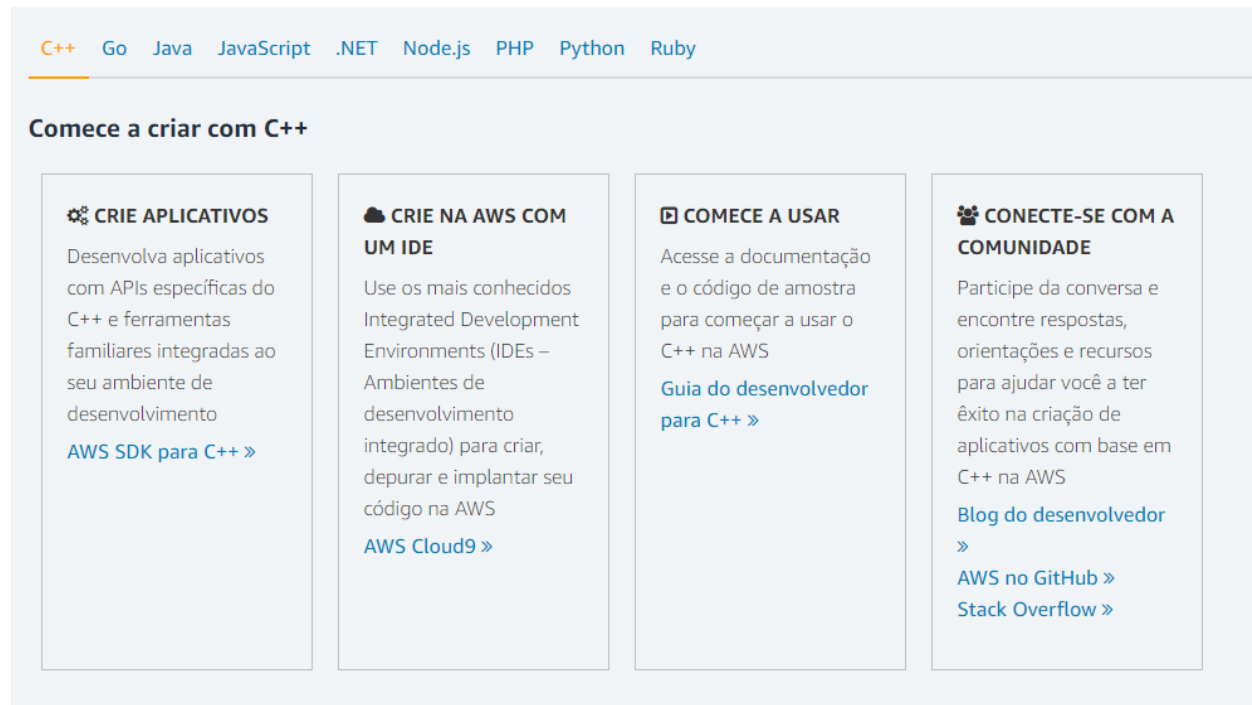 C++ Go Java JavaScript .NET Node.js PHP Python Ruby
Comece a criar com C++
CRIE APLICATIVOS
Desenvolva aplicativos
com APIs específicas do
C++ e ferramentas
familiares integradas ao
seu ambiente de
desenvolvimento
AWS SDK para C++ »
CRIE NA AWS COM
UM IDE
Use os mais conhecidos
Integrated Development
Environments (IDEs –
Ambientes de
desenvolvimento
integrado) para criar,
depurar e implantar seu
código na AWS
AWS Cloud9 »
COMECE A USAR
Acesse a documentação
e o código de amostra
para começar a usar o
C++ na AWS
Guia do desenvolvedor
para C++ »
CONECTE-SE COM A
COMUNIDADE
Participe da conversa e
encontre respostas,
orientações e recursos
para ajudar você a ter
êxito na criação de
aplicativos com base em
C++ na AWS
Blog do desenvolvedor
»
AWS no GitHub »
Stack Overflow »